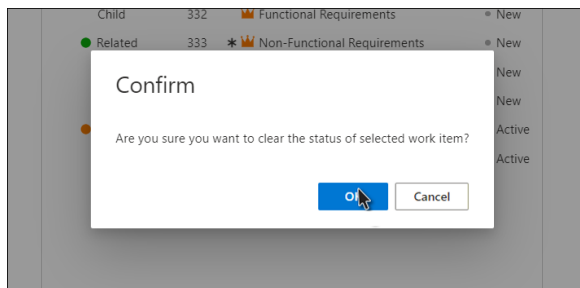 Child 332 Functional Requirements New
Related 333 * Non-Functional Requirements New
New
New
Active
Active
Confirm
Are you sure you want to clear the status of selected work item?
Cancel